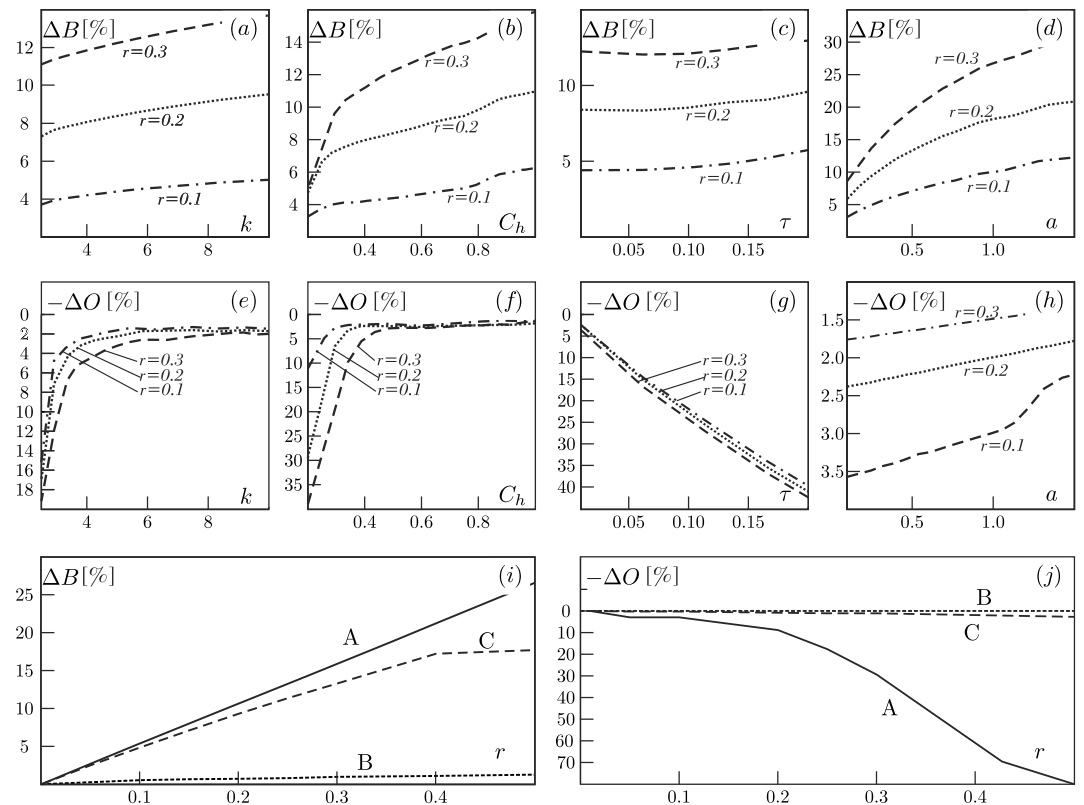 ΔB[%] (a)
12
10
8
6
4
r=0.3
r=0.2
r=0.1
k
4 6 8
ΔB[%] (b)
14
12
10
8
6
4
r=0.3
r=0.2
r=0.1
C_h
0.4 0.6 0.8
ΔB[%] (c)
10
5
r=0.3
r=0.2
r=0.1
τ
0.05 0.10 0.15
ΔB[%] (d)
30
25
20
15
10
5
r=0.3
r=0.2
r=0.1
a
0.5 1.0
−ΔO [%] (e)
0
2
4
6
8
10
12
14
16
18
r=0.3
r=0.2
r=0.1
k
4 8
−ΔO [%] (f)
0
5
10
15
20
25
30
35
r=0.3
r=0.2
r=0.1
C_h
0.4 0.6 0.8
−ΔO [%] (g)
0
5
10
15
20
25
30
35
40
r=0.3
r=0.2
r=0.1
τ
0.05 0.10 0.15
−ΔO [%] (h)
1.5
2.0
2.5
3.0
3.5
r=0.3
r=0.2
r=0.1
a
0.5 1.0
ΔB[%] (i)
25
20
15
10
5
A
C
B
r
0.1 0.2 0.3 0.4
−ΔO [%] (j)
0
10
20
30
40
50
60
70
B
C
A
r
0.1 0.2 0.3 0.4